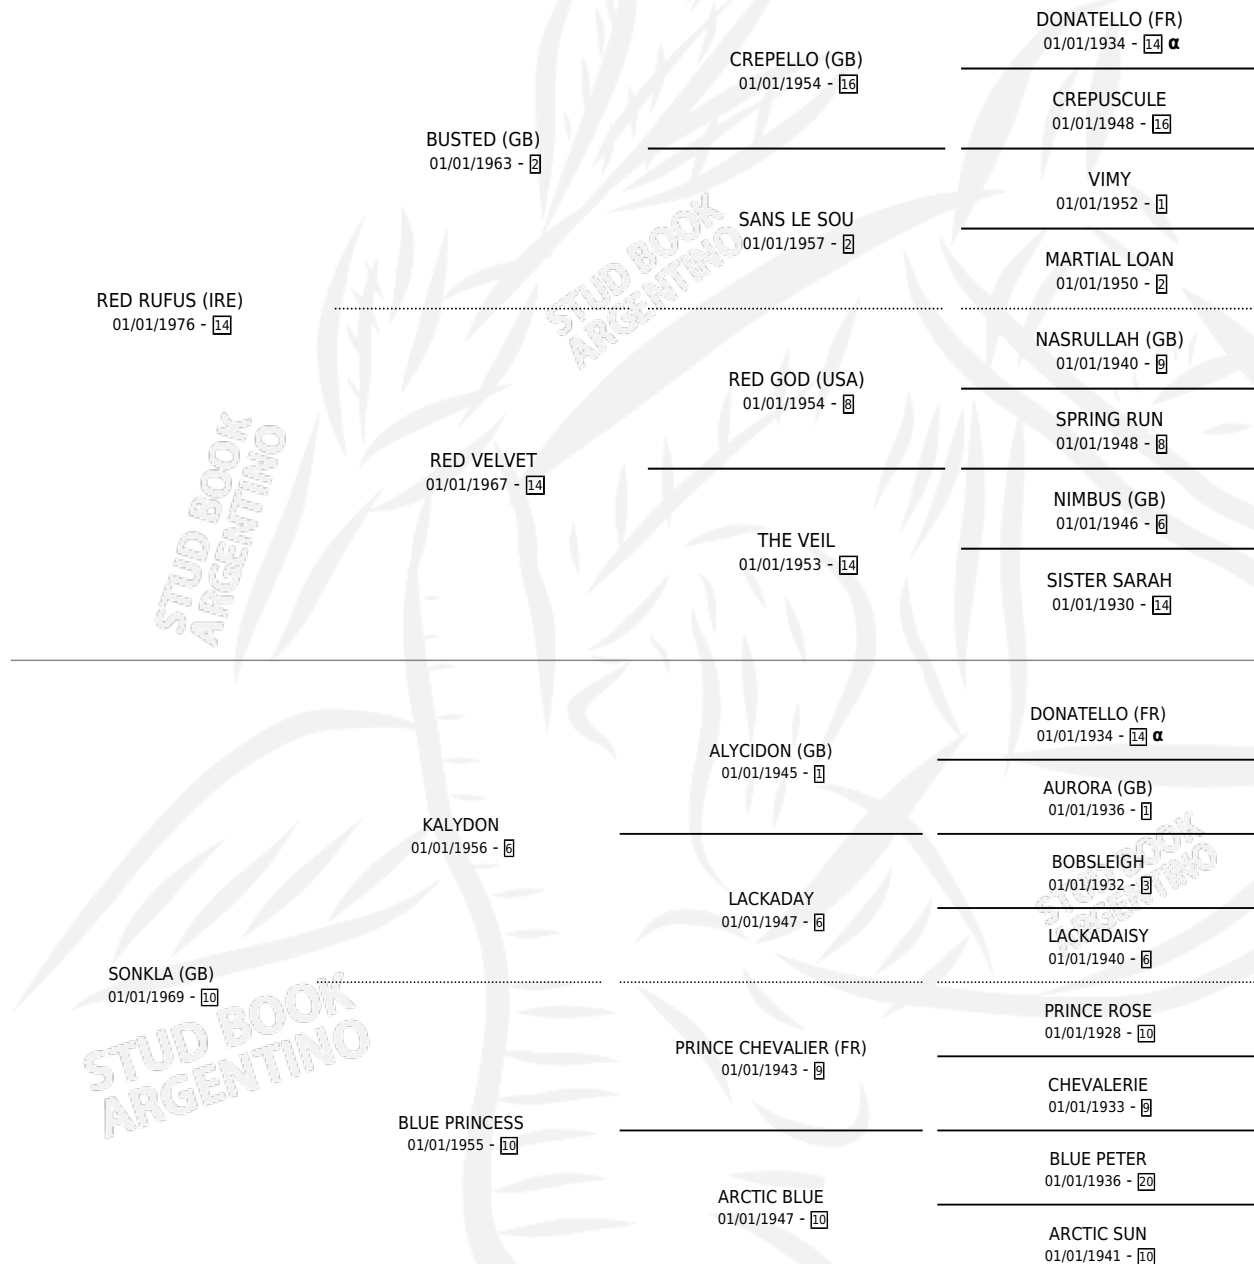 DONATELLO (FR)
01/01/1934 - 14 α
CREPELLO (GB)
01/01/1954 - 16
CREPUSCULE
01/01/1948 - 16
BUSTED (GB)
01/01/1963 - 2
VIMY
01/01/1952 - 1
SANS LE SOU
01/01/1957 - 2
MARTIAL LOAN
01/01/1950 - 2
RED RUFUS (IRE)
01/01/1976 - 14
STUD BOOK
ARGENTINO
NASRULLAH (GB)
01/01/1940 - 9
RED GOD (USA)
01/01/1954 - 8
SPRING RUN
01/01/1948 - 8
RED VELVET
01/01/1967 - 14
NIMBUS (GB)
01/01/1946 - 6
THE VEIL
01/01/1953 - 14
SISTER SARAH
01/01/1930 - 14
STUD BOOK
ARGENTINO
DONATELLO (FR)
01/01/1934 - 14 α
ALYCIDON (GB)
01/01/1945 - 1
AURORA (GB)
01/01/1936 - 1
KALYDON
01/01/1956 - 6
BOBSLEIGH
01/01/1932 - 3
STUD BOOK
ARGENTINO
LACKADAY
01/01/1947 - 6
LACKADAISY
01/01/1940 - 6
SONKLA (GB)
01/01/1969 - 10
STUD BOOK
ARGENTINO
PRINCE ROSE
01/01/1928 - 10
PRINCE CHEVALIER (FR)
01/01/1943 - 9
CHEVALERIE
01/01/1933 - 9
BLUE PRINCESS
01/01/1955 - 10
BLUE PETER
01/01/1936 - 20
ARCTIC BLUE
01/01/1947 - 10
ARCTIC SUN
01/01/1941 - 10